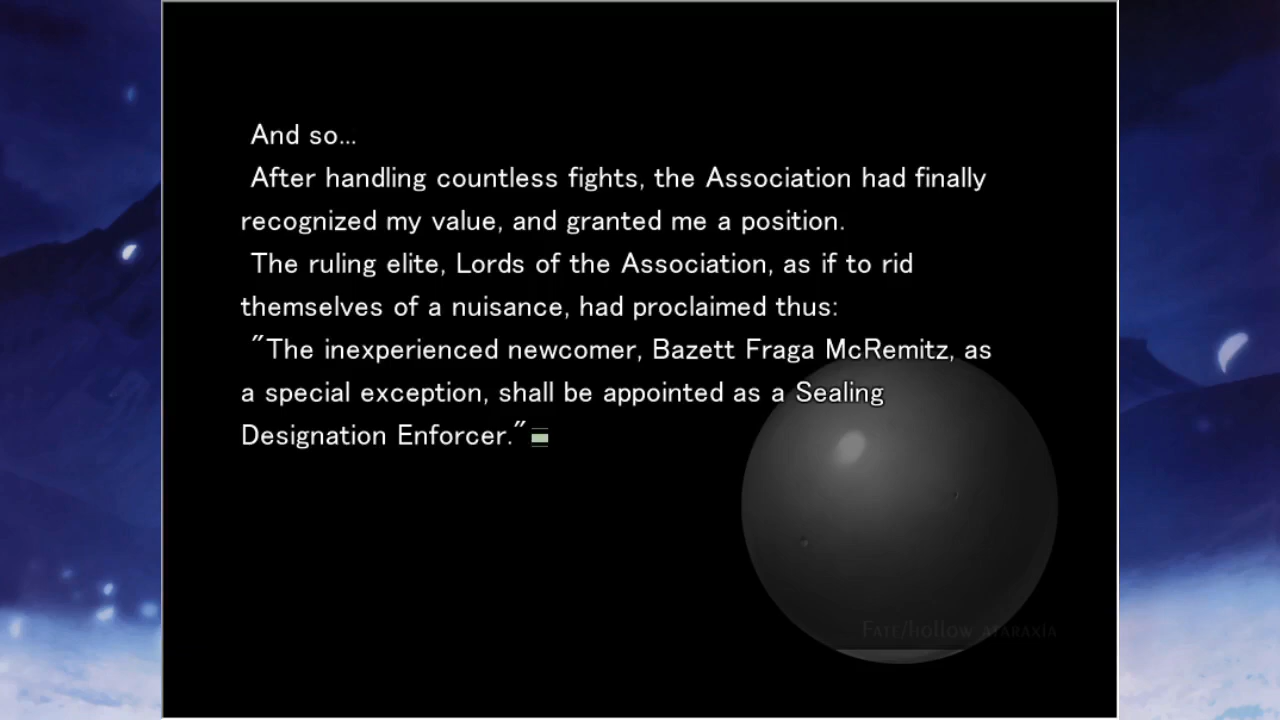 And so...
After handling countless fights, the Association had finally
recognized my value, and granted me a position.
The ruling elite, Lords of the Association, as if to rid
themselves of a nuisance, had proclaimed thus:
"The inexperienced newcomer, Bazett Fraga McRemitz, as
a special exception, shall be appointed as a Sealing
Designation Enforcer."
Fate/hollow ataraxia